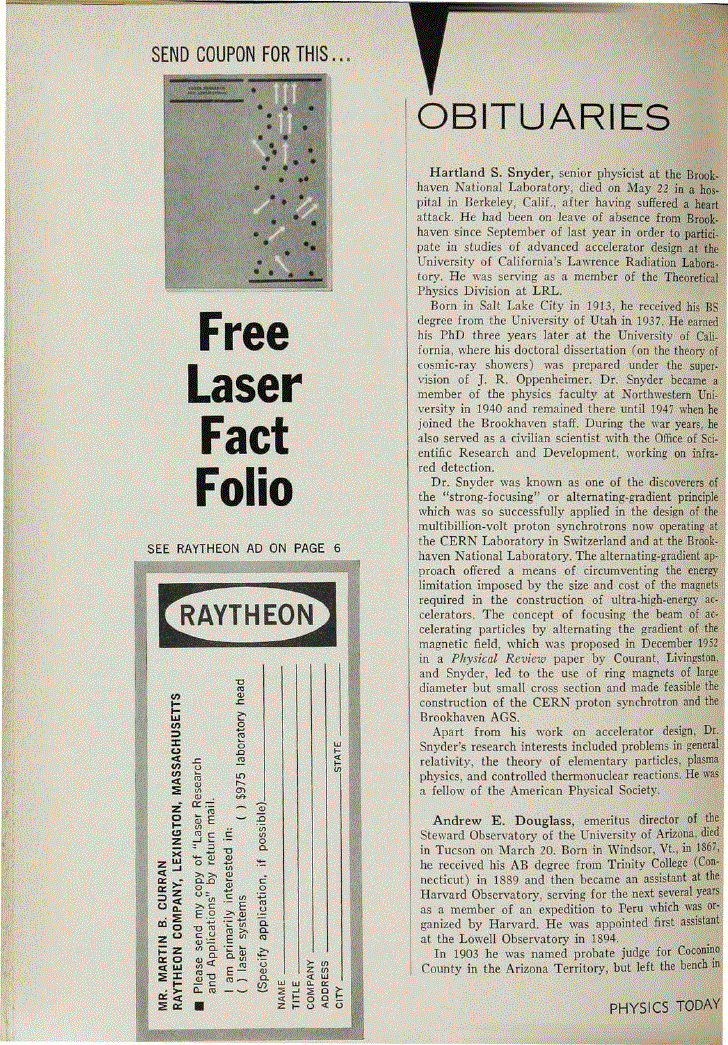 SEND COUPON FOR THIS...
Free
Laser
Fact
Folio
SEE RAYTHEON AD ON PAGE 6
RAYTHEON
MR. MARTIN B. CURRAN
RAYTHEON COMPANY, LEXINGTON, MASSACHUSETTS
■ Please send my copy of "Laser Research
and Applications" by return mail.
I am primarily interested in:
( ) laser systems ( ) $975 laboratory head
(Specify application, if possible)
NAME
TITLE
COMPANY
ADDRESS
CITY STATE
OBITUARIES
Hartland S. Snyder, senior physicist at the Brook-
haven National Laboratory, died on May 22 in a hos-
pital in Berkeley, Calif., after having suffered a heart
attack. He had been on leave of absence from Brook-
haven since September of last year in order to partici-
pate in studies of advanced accelerator design at the
University of California's Lawrence Radiation Labora-
tory. He was serving as a member of the Theoretical
Physics Division at LRL.
Born in Salt Lake City in 1913, he received his BS
degree from the University of Utah in 1937. He earned
his PhD three years later at the University of Cali-
fornia, where his doctoral dissertation (on the theory of
cosmic-ray showers) was prepared under the super-
vision of J. R. Oppenheimer. Dr. Snyder became a
member of the physics faculty at Northwestern Uni-
versity in 1940 and remained there until 1947 when he
joined the Brookhaven staff. During the war years, he
also served as a civilian scientist with the Office of Sci-
entific Research and Development, working on infra-
red detection.
Dr. Snyder was known as one of the discoverers of
the "strong-focusing" or alternating-gradient principle
which was so successfully applied in the design of the
multibillion-volt proton synchrotrons now operating at
the CERN Laboratory in Switzerland and at the Brook-
haven National Laboratory. The alternating-gradient ap-
proach offered a means of circumventing the energy
limitation imposed by the size and cost of the magnets
required in the construction of ultra-high-energy ac-
celerators. The concept of focusing the beam of ac-
celerating particles by alternating the gradient of the
magnetic field, which was proposed in December 1952
in a Physical Review paper by Courant, Livingston,
and Snyder, led to the use of ring magnets of large
diameter but small cross section and made feasible the
construction of the CERN proton synchrotron and the
Brookhaven AGS.
Apart from his work on accelerator design, Dr.
Snyder's research interests included problems in general
relativity, the theory of elementary particles, plasma
physics, and controlled thermonuclear reactions. He was
a fellow of the American Physical Society.
Andrew E. Douglass, emeritus director of the
Steward Observatory of the University of Arizona, died
in Tucson on March 20. Born in Windsor, Vt., in 1867,
he received his AB degree from Trinity College (Con-
necticut) in 1889 and then became an assistant at the
Harvard Observatory, serving for the next several years
as a member of an expedition to Peru which was or-
ganized by Harvard. He was appointed first assistant
at the Lowell Observatory in 1894.
In 1903 he was named probate judge for Coconino
County in the Arizona Territory, but left the bench in
PHYSICS TODAY